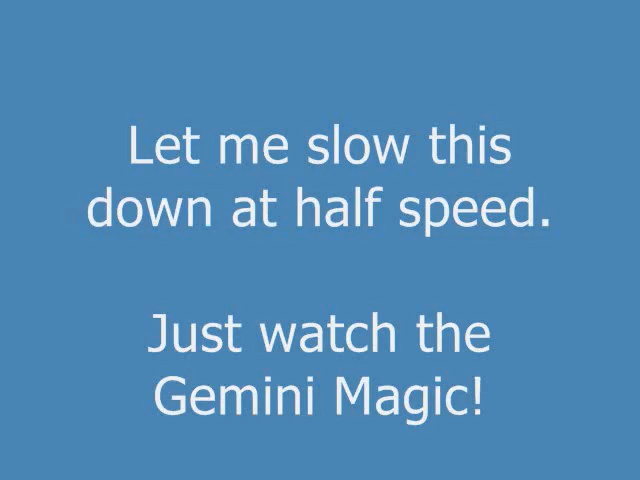 Let me slow this
down at half speed.
Just watch the
Gemini Magic!